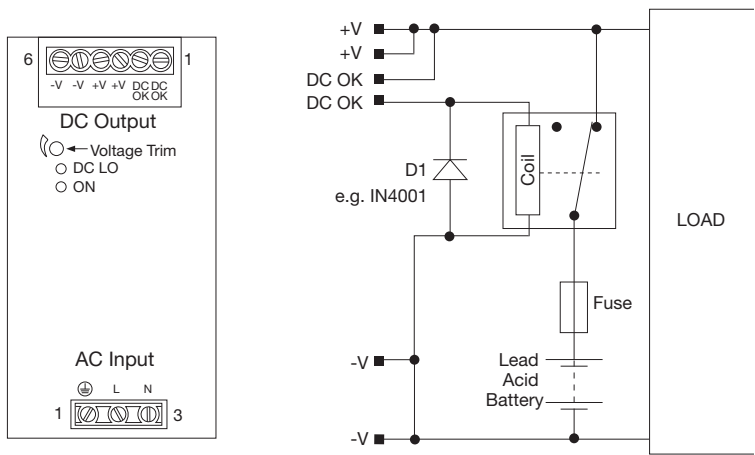 6
1
-V -V +V +V DC OK DC OK
DC Output
Voltage Trim
DC LO
ON
AC Input
L N
1
3
+V
+V
DC OK
DC OK
D1
e.g. IN4001
Coil
LOAD
Fuse
-V
Lead
Acid
Battery
-V